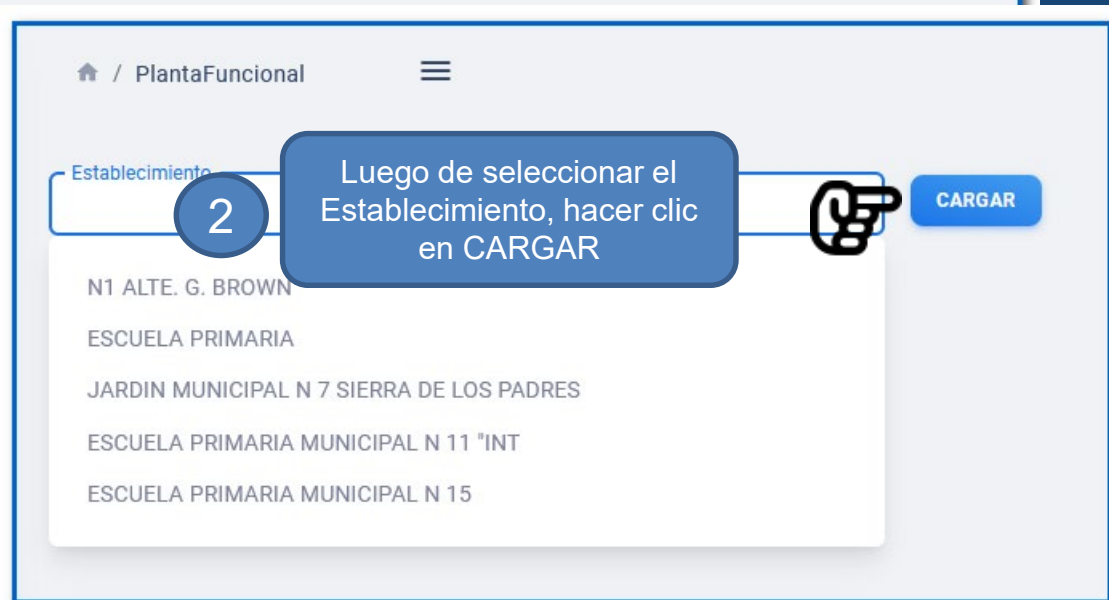 / PlantaFuncional
Establecimiento
2
Luego de seleccionar el
Establecimiento, hacer clic
en CARGAR
CARGAR
N1 ALTE. G. BROWN
ESCUELA PRIMARIA
JARDIN MUNICIPAL N 7 SIERRA DE LOS PADRES
ESCUELA PRIMARIA MUNICIPAL N 11 "INT
ESCUELA PRIMARIA MUNICIPAL N 15